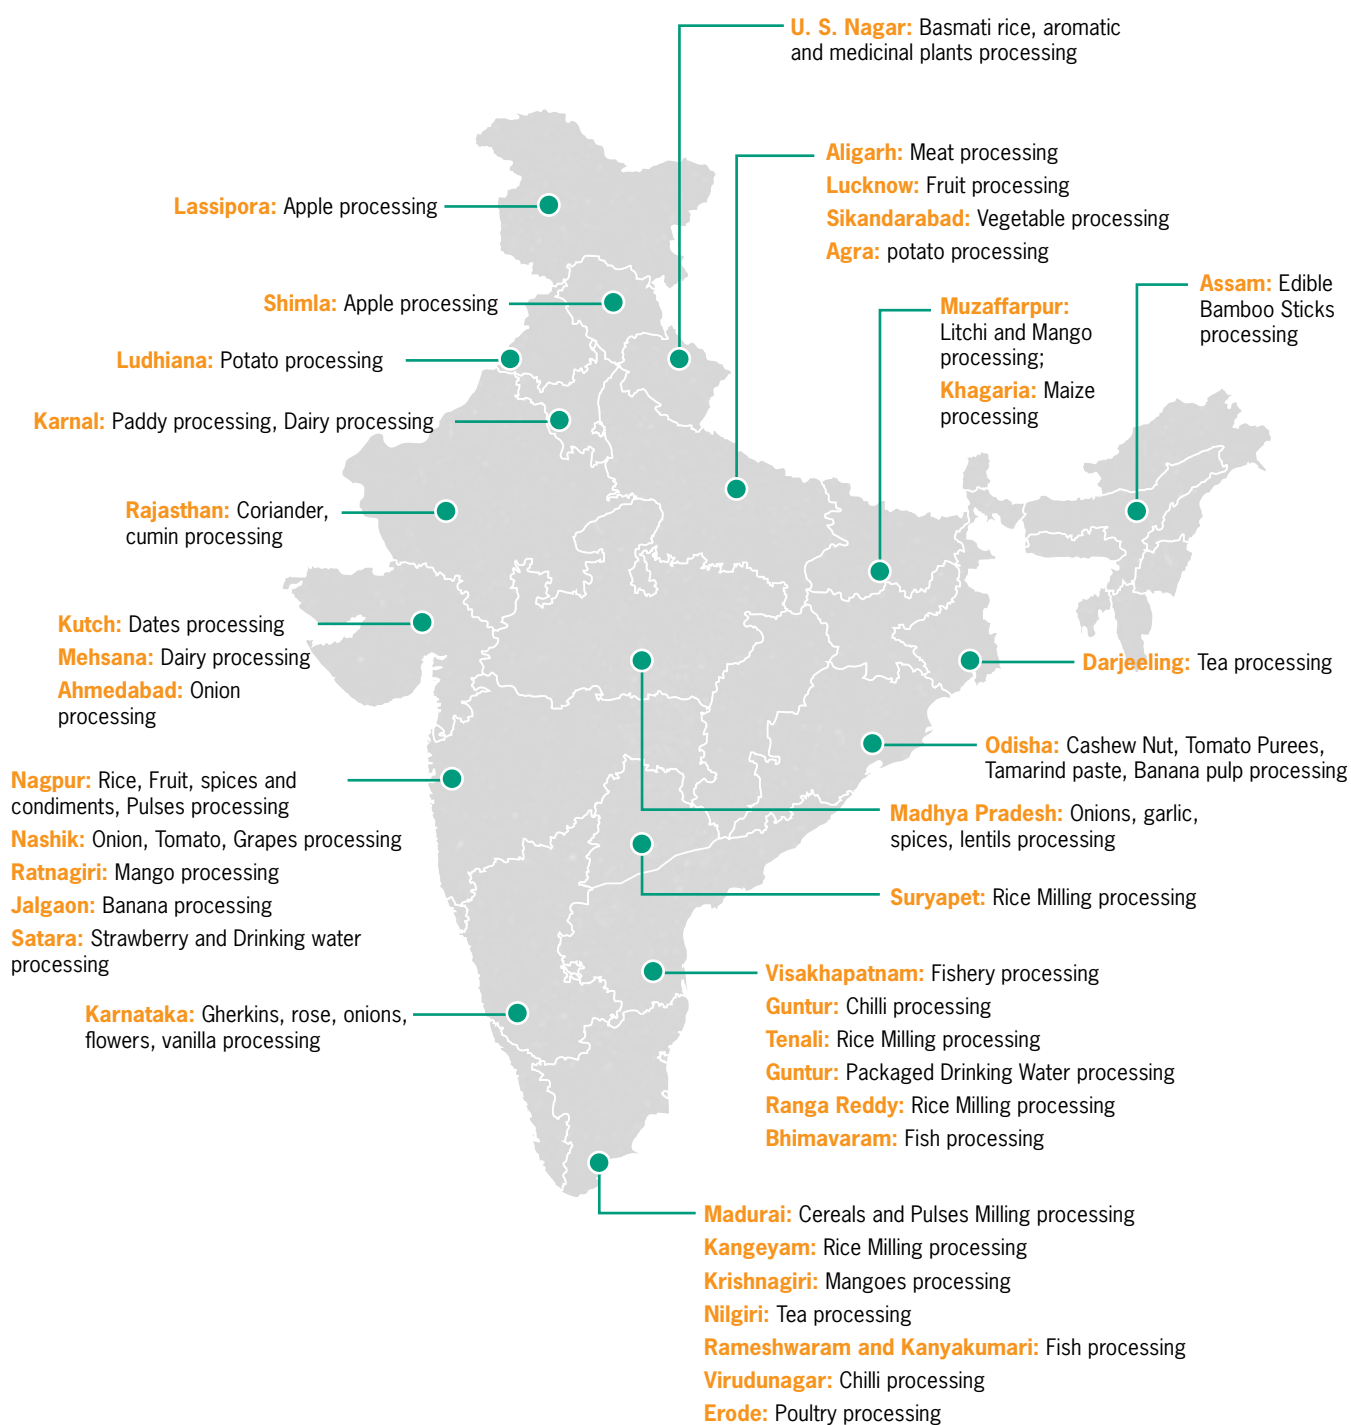 U. S. Nagar: Basmati rice, aromatic
and medicinal plants processing
Aligarh: Meat processing
Lucknow: Fruit processing
Sikandarabad: Vegetable processing
Agra: potato processing
Lassipora: Apple processing
Shimla: Apple processing
Ludhiana: Potato processing
Karnal: Paddy processing, Dairy processing
Muzaffarpur:
Litchi and Mango
processing;
Khagaria: Maize
processing
Assam: Edible
Bamboo Sticks
processing
Rajasthan: Coriander,
cumin processing
Kutch: Dates processing
Mehsana: Dairy processing
Ahmedabad: Onion
processing
Darjeeling: Tea processing
Odisha: Cashew Nut, Tomato Purees,
Tamarind paste, Banana pulp processing
Nagpur: Rice, Fruit, spices and
condiments, Pulses processing
Nashik: Onion, Tomato, Grapes processing
Ratnagiri: Mango processing
Jalgaon: Banana processing
Satara: Strawberry and Drinking water
processing
Madhya Pradesh: Onions, garlic,
spices, lentils processing
Suryapet: Rice Milling processing
Karnataka: Gherkins, rose, onions,
flowers, vanilla processing
Visakhapatnam: Fishery processing
Guntur: Chilli processing
Tenali: Rice Milling processing
Guntur: Packaged Drinking Water processing
Ranga Reddy: Rice Milling processing
Bhimavaram: Fish processing
Madurai: Cereals and Pulses Milling processing
Kangeyam: Rice Milling processing
Krishnagiri: Mangoes processing
Nilgiri: Tea processing
Rameshwaram and Kanyakumari: Fish processing
Virudunagar: Chilli processing
Erode: Poultry processing